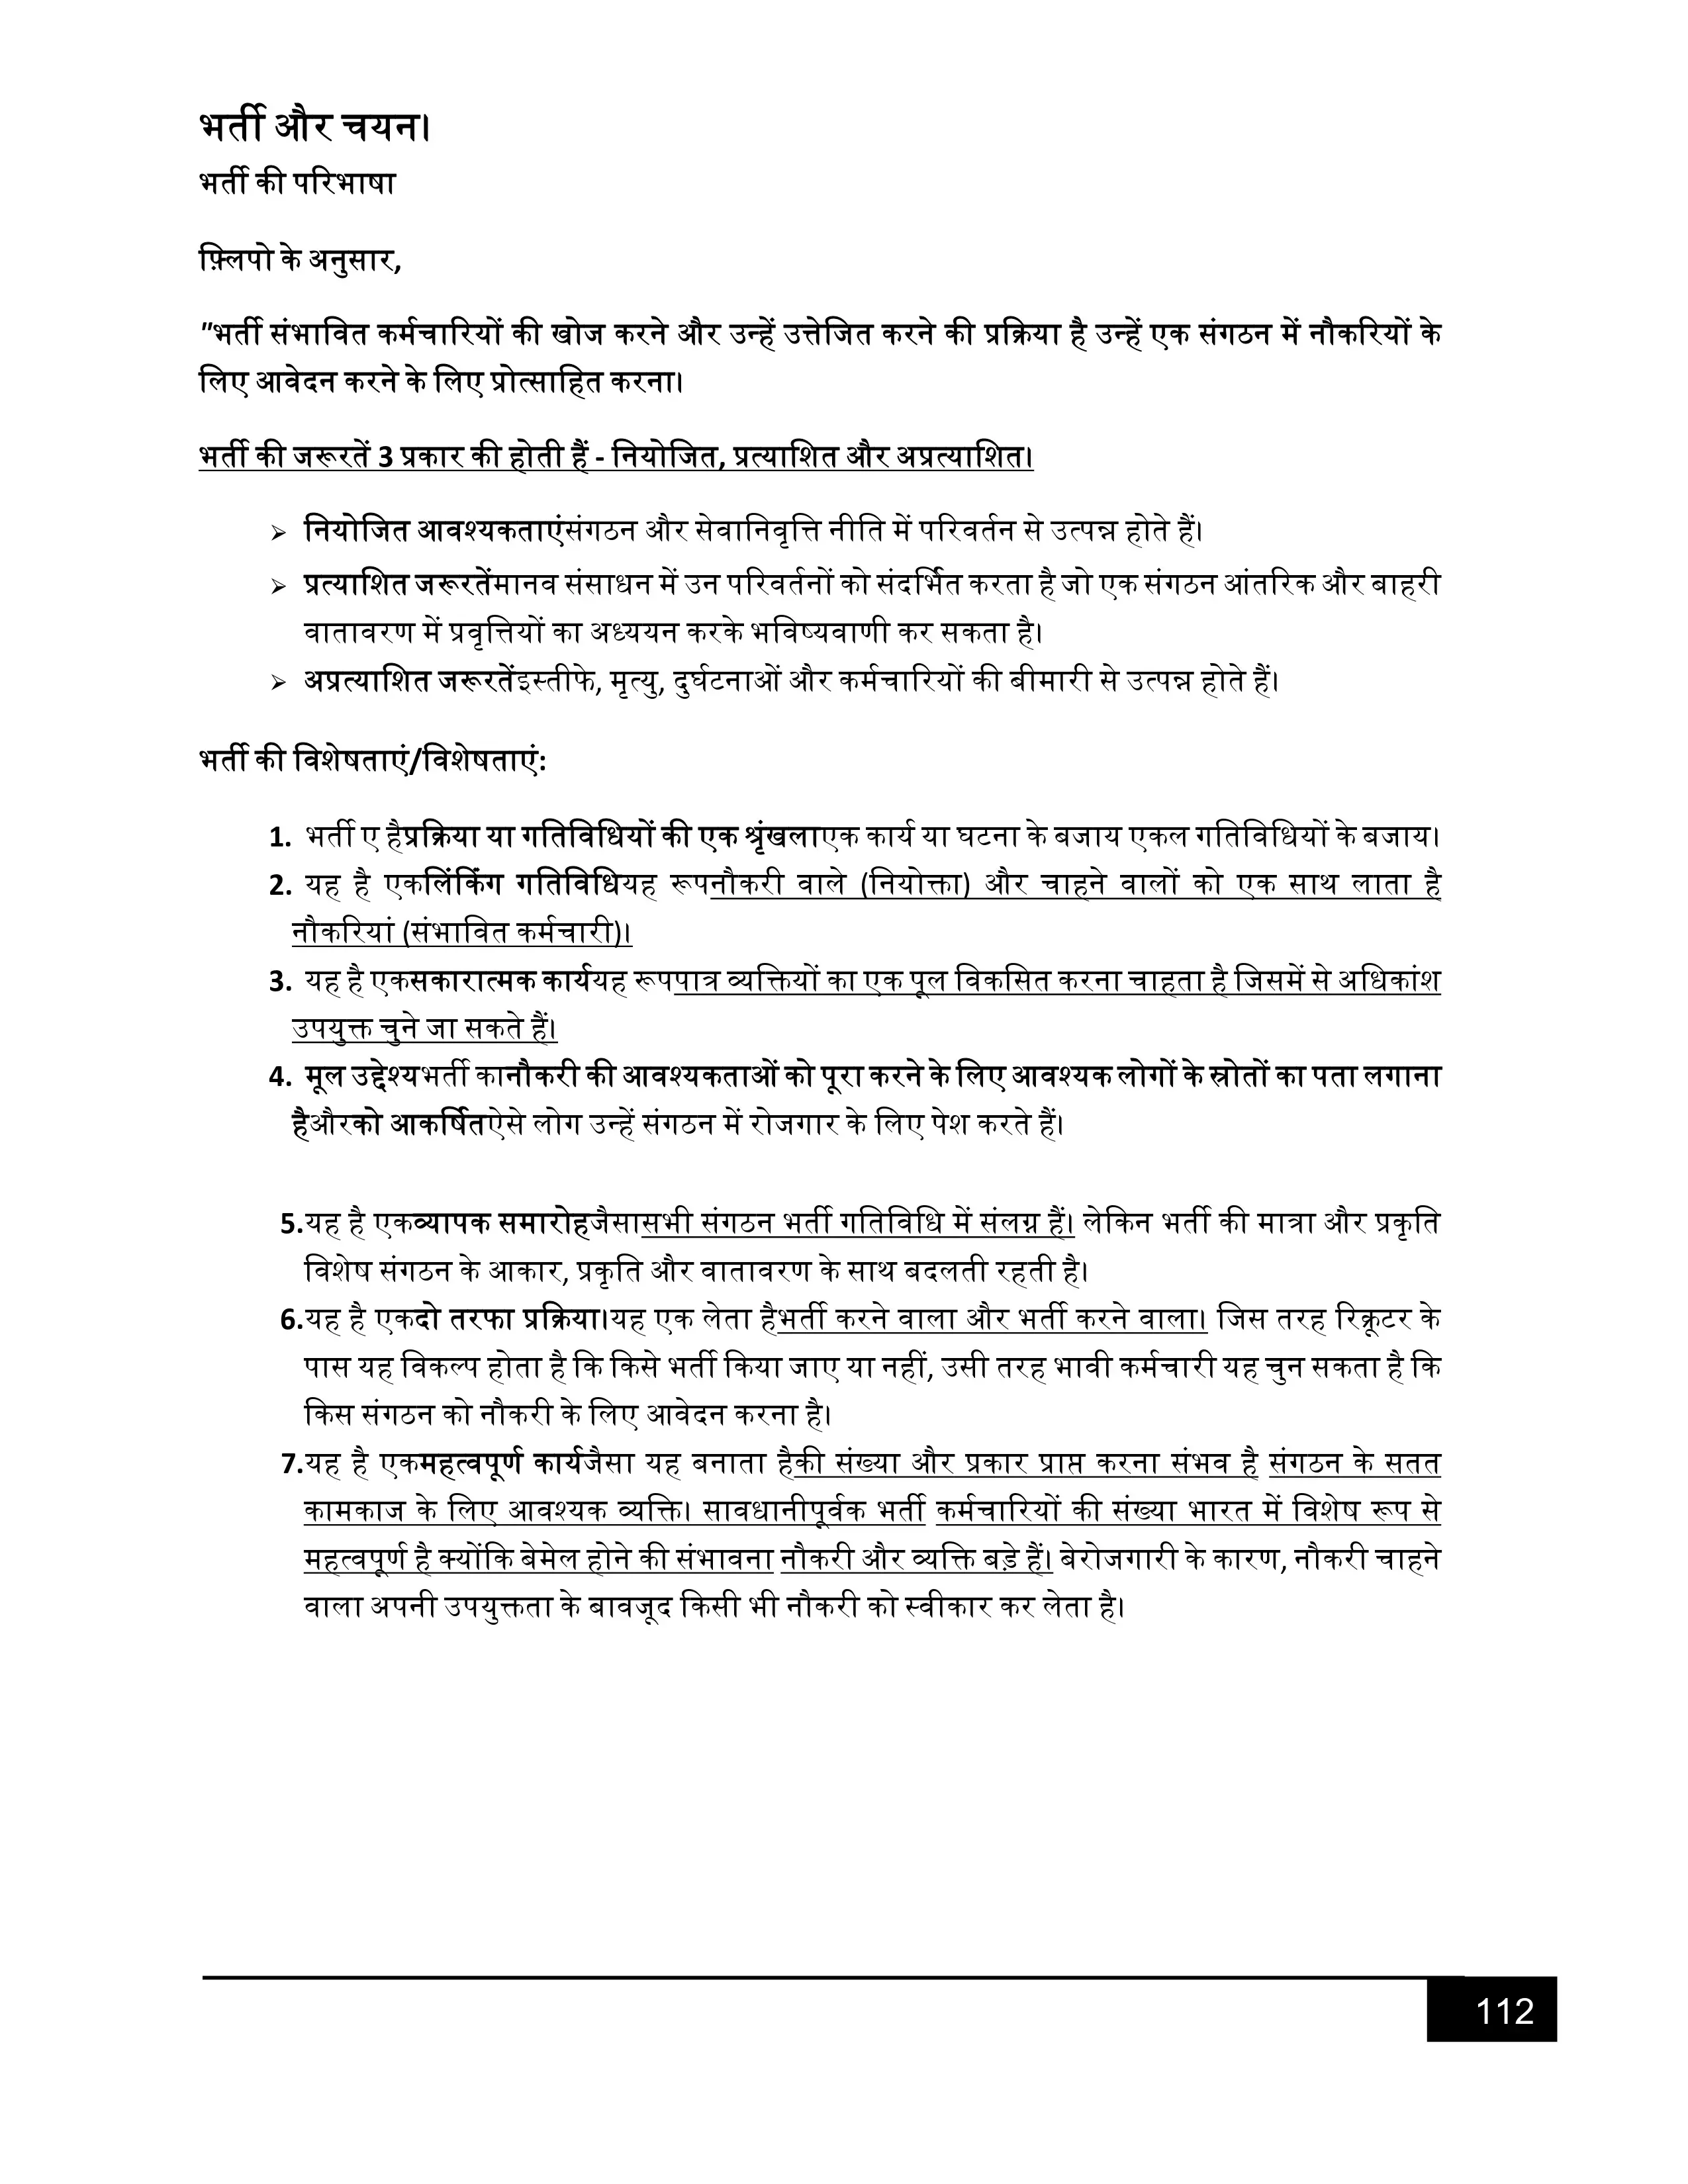 भर्ती और चयन।
भर्ती की परिभाषा
फ़्लिपो के अनुसार,
"भर्ती संभावित कर्मचारियों की खोज करने और उन्हें उत्तेजित करने की प्रक्रिया है उन्हें एक संगठन में नौकरियों के
लिए आवेदन करने के लिए प्रोत्साहित करना।
भर्ती की जरूरतें 3 प्रकार की होती हैं - नियोजित, प्रत्याशित और अप्रत्याशित।
➢ नियोजित आवश्यकताएंसंगठन और सेवानिवृत्ति नीति में परिवर्तन से उत्पन्न होते हैं।
➢ प्रत्याशित जरूरतेंमानव संसाधन में उन परिवर्तनों को संदर्भित करता है जो एक संगठन आंतरिक और बाहरी
वातावरण में प्रवृत्तियों का अध्ययन करके भविष्यवाणी कर सकता है।
➢ अप्रत्याशित जरूरतेंइस्तीफे, मृत्यु, दुर्घटनाओं और कर्मचारियों की बीमारी से उत्पन्न होते हैं।
भर्ती की विशेषताएं/विशेषताएं:
1. भर्ती ए हैप्रक्रिया या गतिविधियों की एक श्रृंखलाएक कार्य या घटना के बजाय एकल गतिविधियों के बजाय।
2. यह है एकलिंकिंग गतिविधियह रूपनौकरी वाले (नियोक्ता) और चाहने वालों को एक साथ लाता है
नौकरियां (संभावित कर्मचारी)।
3. यह है एकसकारात्मक कार्ययह रूपपात्र व्यक्तियों का एक पूल विकसित करना चाहता है जिसमें से अधिकांश
उपयुक्त चुने जा सकते हैं।
4. मूल उद्देश्यभर्ती कानौकरी की आवश्यकताओं को पूरा करने के लिए आवश्यक लोगों के स्रोतों का पता लगाना
हैऔरको आकर्षितऐसे लोग उन्हें संगठन में रोजगार के लिए पेश करते हैं।
5.यह है एकव्यापक समारोहजैसासभी संगठन भर्ती गतिविधि में संलग्न हैं। लेकिन भर्ती की मात्रा और प्रकृति
विशेष संगठन के आकार, प्रकृति और वातावरण के साथ बदलती रहती है।
6.यह है एकदो तरफा प्रक्रिया।यह एक लेता हैभर्ती करने वाला और भर्ती करने वाला। जिस तरह रिक्रूटर के
पास यह विकल्प होता है कि किसे भर्ती किया जाए या नहीं, उसी तरह भावी कर्मचारी यह चुन सकता है कि
किस संगठन को नौकरी के लिए आवेदन करना है।
7.यह है एकमहत्वपूर्ण कार्यजैसा यह बनाता हैकी संख्या और प्रकार प्राप्त करना संभव है संगठन के सतत
कामकाज के लिए आवश्यक व्यक्ति। सावधानीपूर्वक भर्ती कर्मचारियों की संख्या भारत में विशेष रूप से
महत्वपूर्ण है क्योंकि बेमेल होने की संभावना नौकरी और व्यक्ति बड़े हैं। बेरोजगारी के कारण, नौकरी चाहने
वाला अपनी उपयुक्तता के बावजूद किसी भी नौकरी को स्वीकार कर लेता है।
112